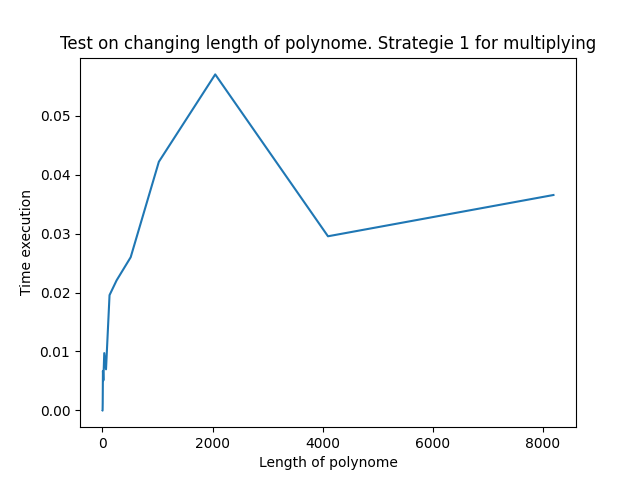 Test on changing length of polynome. Strategie 1 for multiplying
0.05
0.04
0.03
0.02
0.01
0.00
Time execution
0 2000 4000 6000 8000
Length of polynome